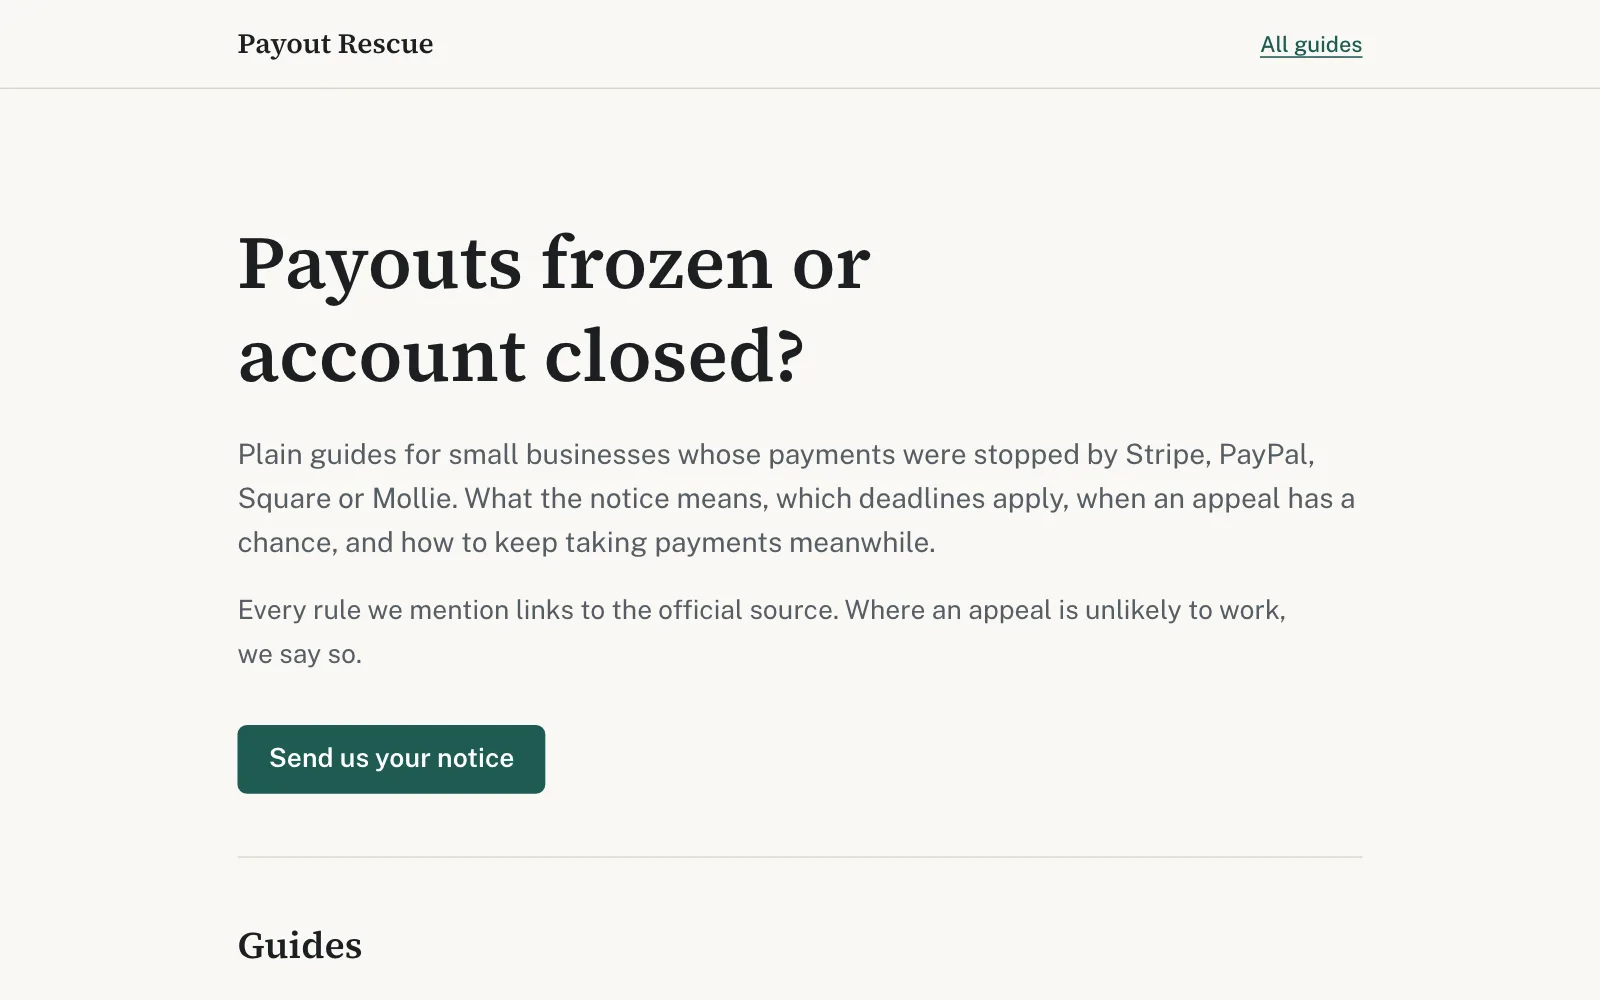 Payout Rescue
All guides
Payouts frozen or
account closed?
Plain guides for small businesses whose payments were stopped by Stripe, PayPal,
Square or Mollie. What the notice means, which deadlines apply, when an appeal has a
chance, and how to keep taking payments meanwhile.
Every rule we mention links to the official source. Where an appeal is unlikely to work,
we say so.
Send us your notice
Guides